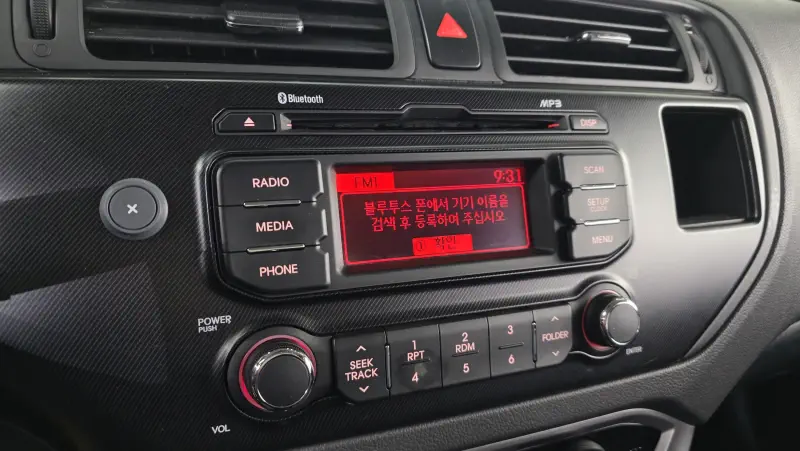 Bluetooth
MP3
DISP
RADIO
MEDIA
PHONE
FM1 9:31
블루투스 폰에서 기기 이름을
검색 후 등록하여 주십시오
① 확인
SCAN
SETUP
CLOCK
MENU
POWER
PUSH
VOL
SEEK
TRACK
1
RPT
4
2
RDM
5
3
6
FOLDER
ENTER